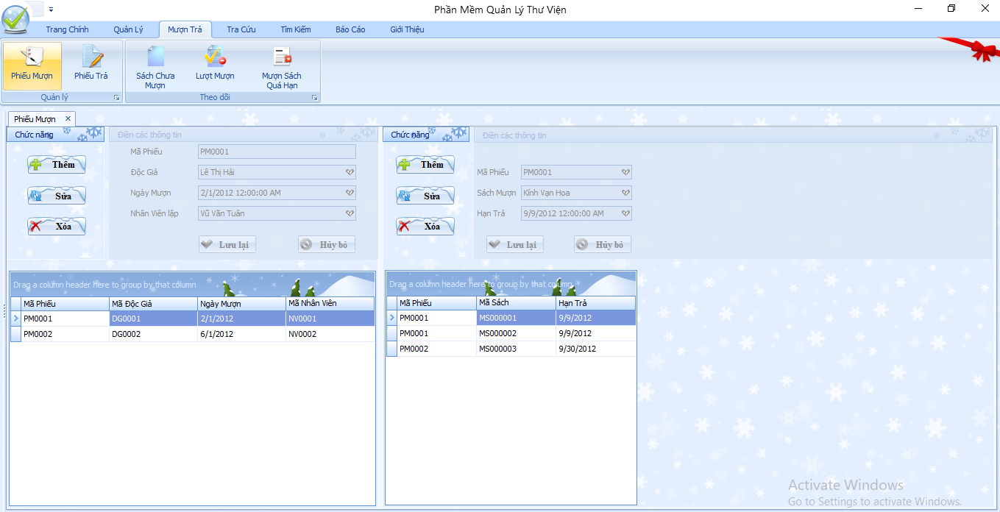 Phần Mềm Quản Lý Thư Viện
Trang Chính Quản Lý Mượn Trả Tra Cứu Tìm Kiếm Báo Cáo Giới Thiệu
Phiếu Mượn Phiếu Trả Sách Chưa Mượn Lượt Mượn Mượn Sách Quá Hạn
Quản lý Theo dõi
Phiếu Mượn
Chức năng Điền các thông tin
Mã Phiếu PM0001
Thêm
Độc Giả Lê Thị Hải
Sửa
Ngày Mượn 2/1/2012 12:00:00 AM
Nhân Viên lập Vũ Văn Tuân
Xóa
Lưu lại Hủy bỏ
Chức năng Điền các thông tin
Thêm
Mã Phiếu PM0001
Sửa
Sách Mượn Kính Vạn Hoa
Hạn Trả 9/9/2012 12:00:00 AM
Xóa
Lưu lại Hủy bỏ
Drag a column header here to group by that column
Mã Phiếu Mã Độc Giả Ngày Mượn Mã Nhân Viên
PM0001 DG0001 2/1/2012 NV0001
PM0002 DG0002 6/1/2012 NV0002
Drag a column header here to group by that column
Mã Phiếu Mã Sách Hạn Trả
PM0001 MS000001 9/9/2012
PM0001 MS000002 9/9/2012
PM0002 MS000003 9/30/2012
Activate Windows
Go to Settings to activate Windows.